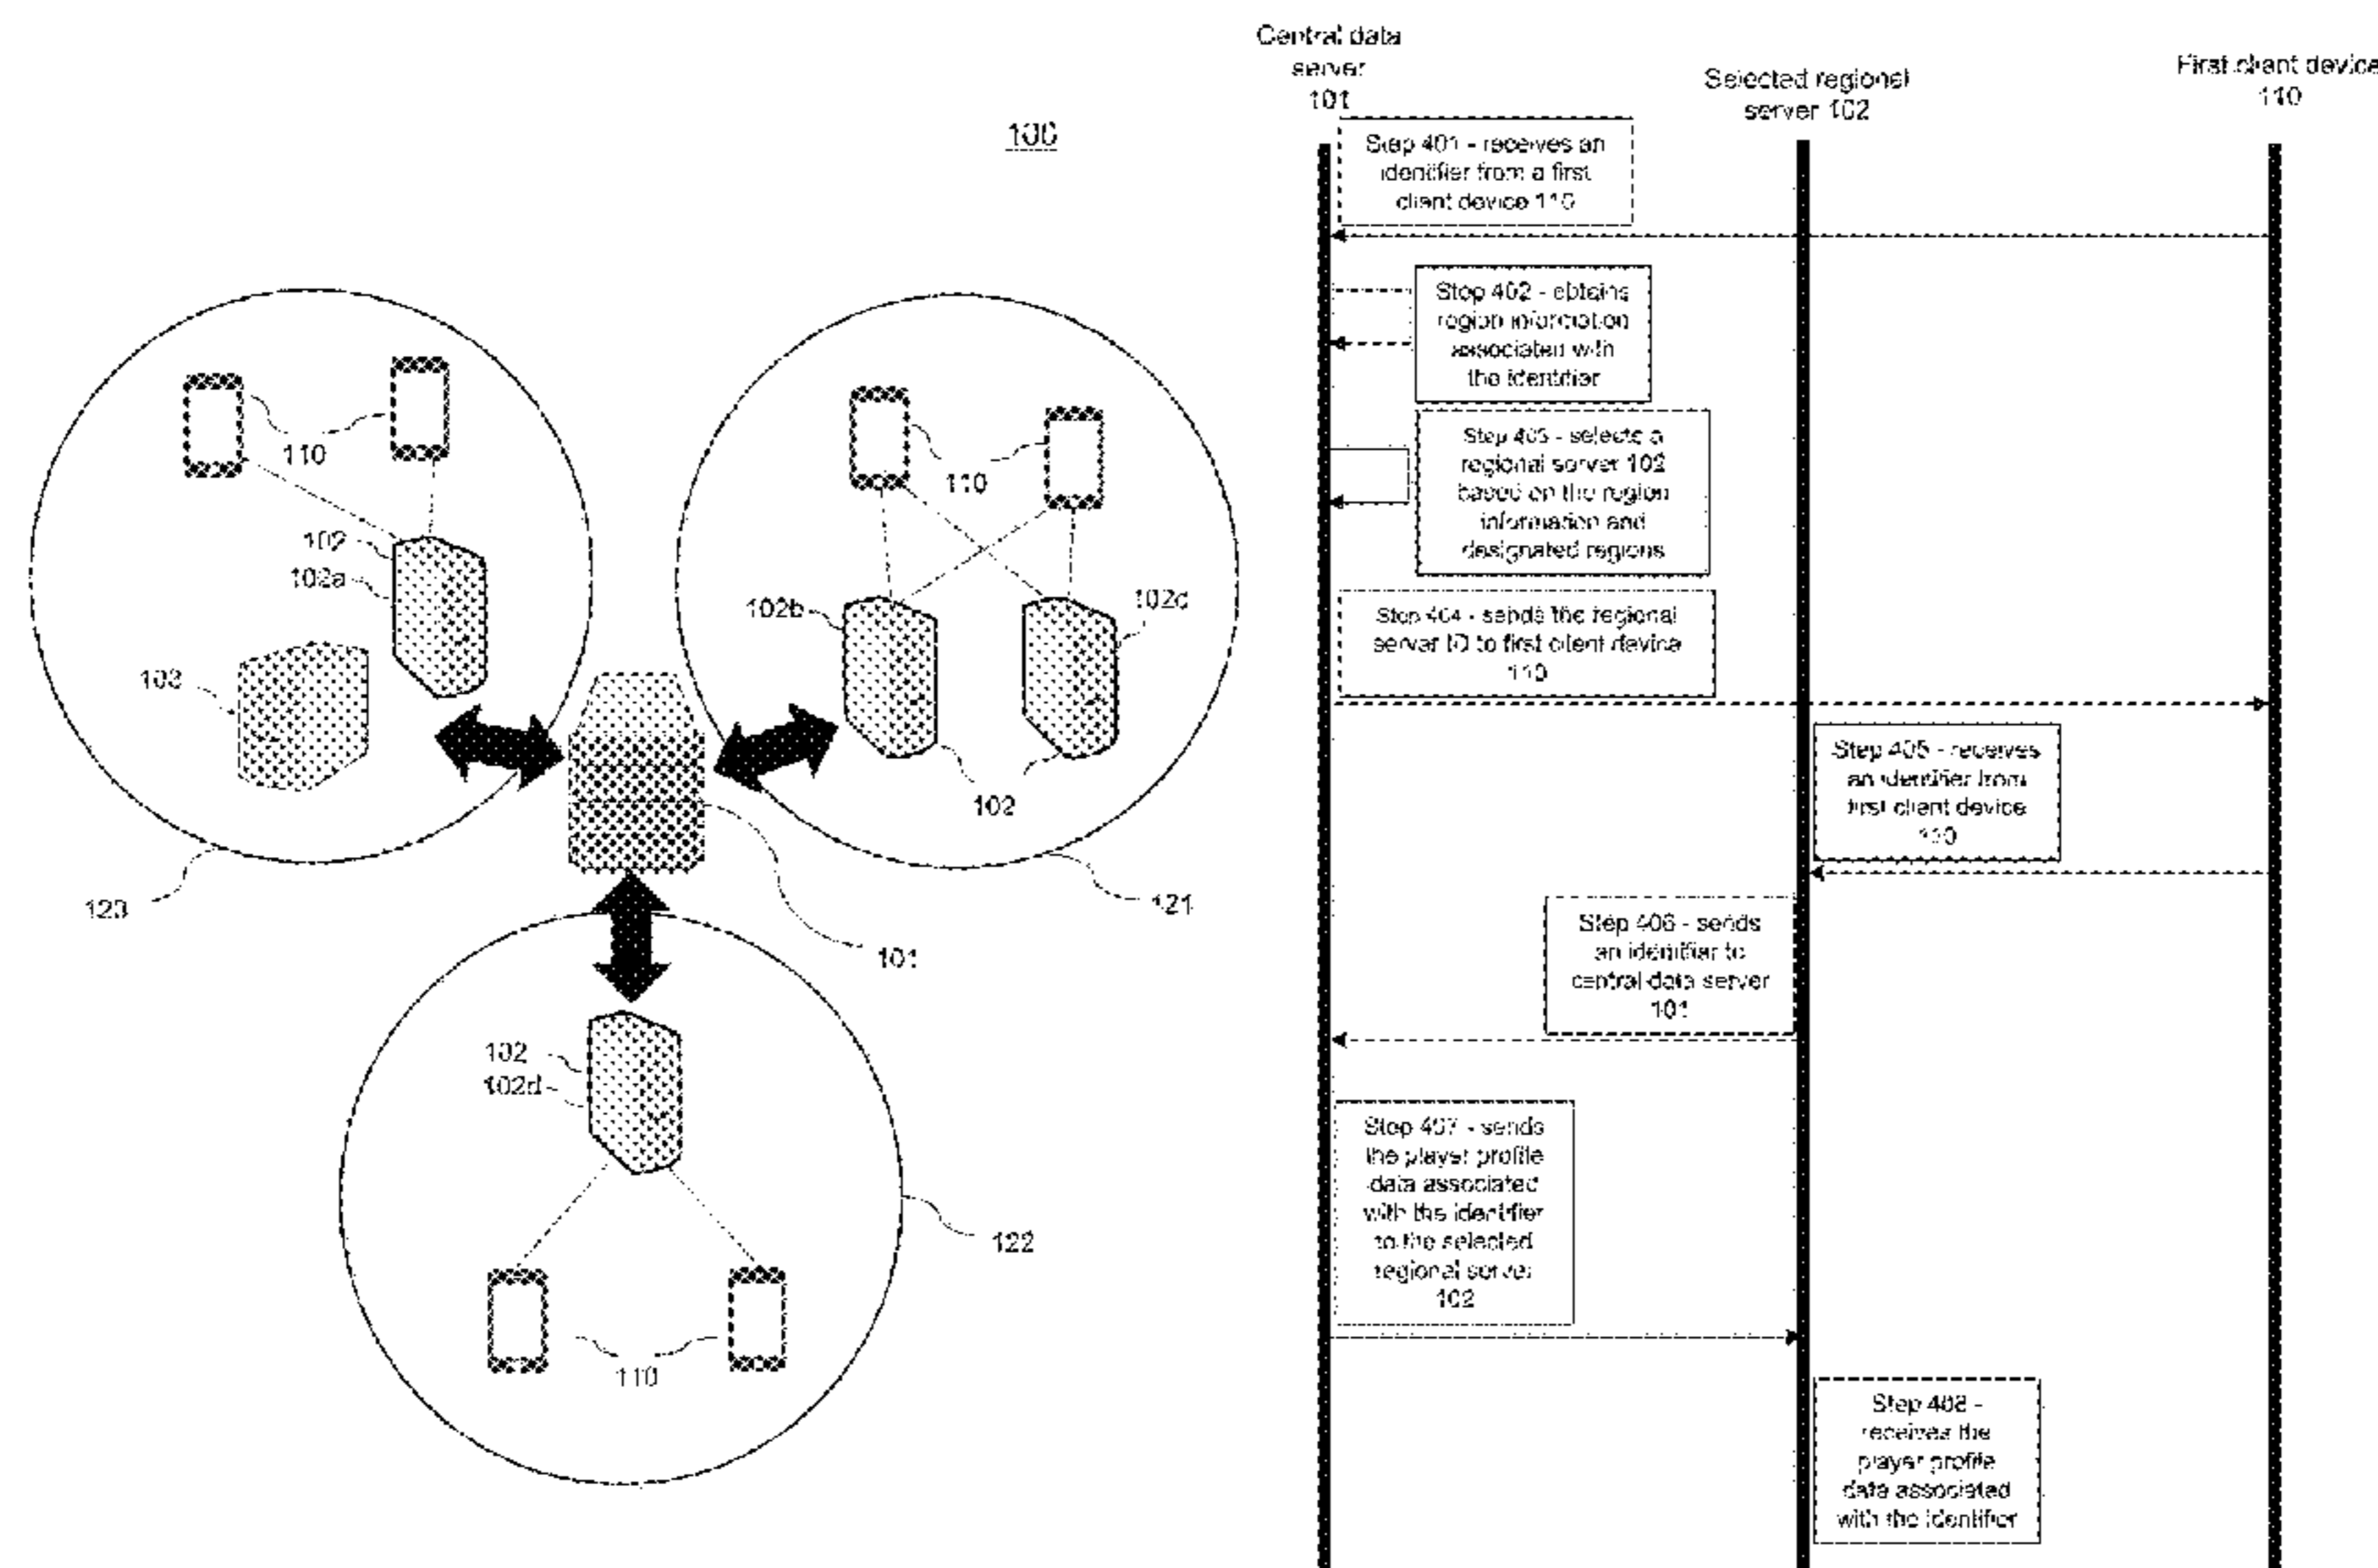 100
110
110
102
102a
102b
102c
103
102
123
121
101
102
102d
122
110
Central data
server
101
Selected regional
server 102
First client device
110
Step 401 - receives an
identifier from a first
client device 110
Step 402 - obtains
region information
associated with
the identifier
Step 403 - selects a
regional server 102
based on the region
information and
designated regions
Step 404 - sends the regional
server ID to first client device
110
Step 405 - receives
an identifier from
first client device
110
Step 406 - sends
an identifier to
central data server
101
Step 407 - sends
the player profile
data associated
with the identifier
to the selected
regional server
102
Step 408 -
receives the
player profile
data associated
with the identifier